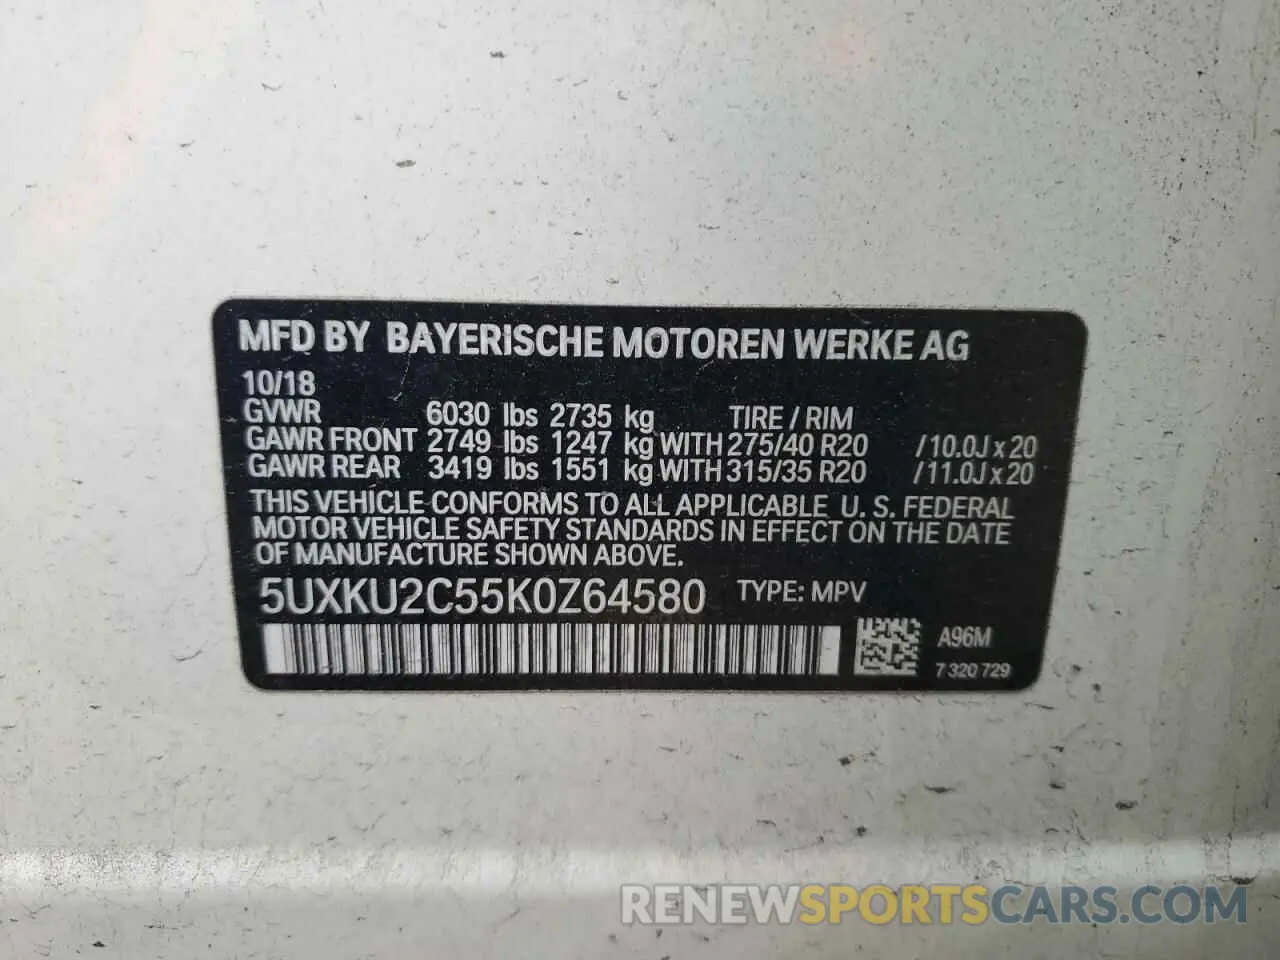 MFD BY BAYERISCHE MOTOREN WERKE AG
10/18
GVWR 6030 lbs 2735 kg TIRE / RIM
GAWR FRONT 2749 lbs 1247 kg WITH 275/40 R20 /10.0J x 20
GAWR REAR 3419 lbs 1551 kg WITH 315/35 R20 /11.0J x 20
THIS VEHICLE CONFORMS TO ALL APPLICABLE U. S. FEDERAL
MOTOR VEHICLE SAFETY STANDARDS IN EFFECT ON THE DATE
OF MANUFACTURE SHOWN ABOVE.
5UXKU2C55K0Z64580 TYPE: MPV
A96M
7 320 729
RENEWSPORTSCARS.COM